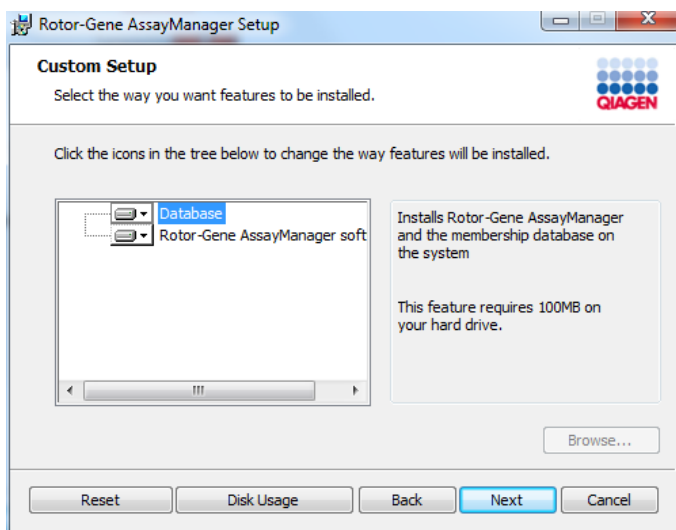 Rotor-Gene AssayManager Setup
Custom Setup
Select the way you want features to be installed.
QIAGEN
Click the icons in the tree below to change the way features will be installed.
Database
Rotor-Gene AssayManager soft
Installs Rotor-Gene AssayManager
and the membership database on
the system
This feature requires 100MB on
your hard drive.
Browse...
Reset
Disk Usage
Back
Next
Cancel